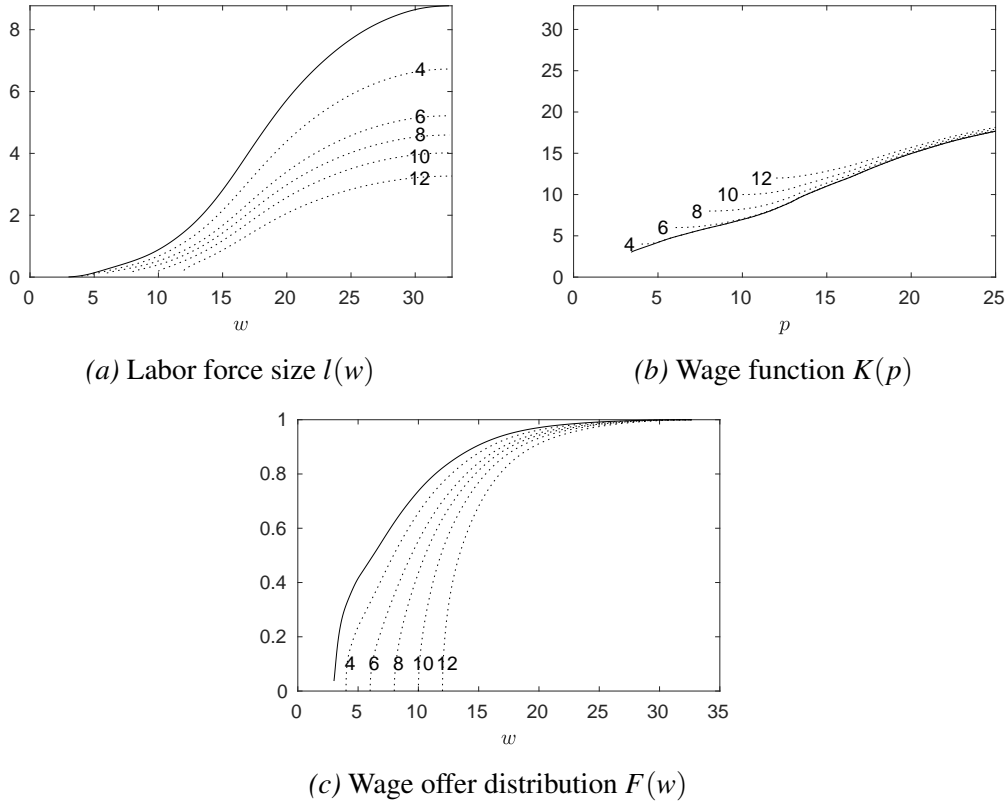 8
6
4
2
0
0 5 10 15 20 25 30
4
6
8
10
12
w
(a) Labor force size l(w)
30
25
20
15
10
5
0
0 5 10 15 20 25
12
10
8
6
4
p
(b) Wage function K(p)
1
0.8
0.6
0.4
0.2
0
0 5 10 15 20 25 30 35
4 6 8 10 12
w
(c) Wage offer distribution F(w)